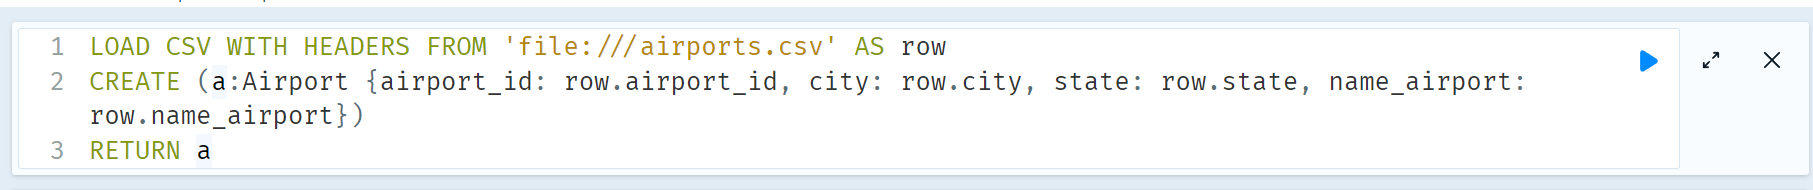 1 LOAD CSV WITH HEADERS FROM 'file:///airports.csv' AS row
2 CREATE (a:Airport {airport_id: row.airport_id, city: row.city, state: row.state, name_airport:
row.name_airport})
3 RETURN a